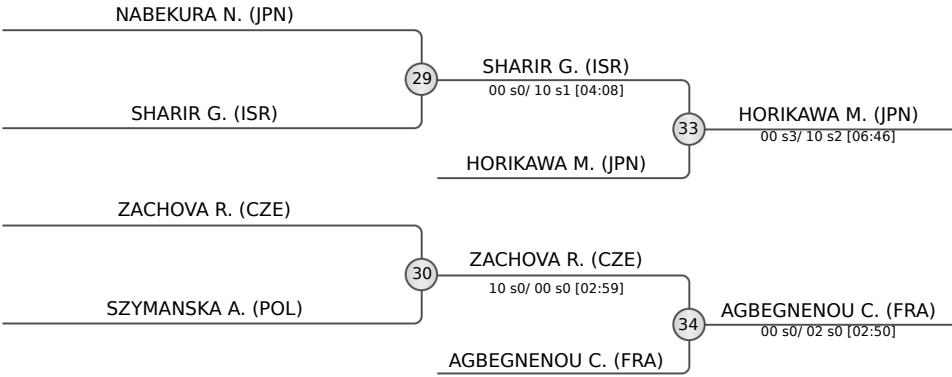 NABEKURA N. (JPN)
29
SHARIR G. (ISR)
SHARIR G. (ISR)
00 s0/ 10 s1 [04:08]
33
HORIKAWA M. (JPN)
HORIKAWA M. (JPN)
00 s3/ 10 s2 [06:46]
ZACHOVA R. (CZE)
30
SZYMANSKA A. (POL)
ZACHOVA R. (CZE)
10 s0/ 00 s0 [02:59]
34
AGBEGNENOU C. (FRA)
AGBEGNENOU C. (FRA)
00 s0/ 02 s0 [02:50]